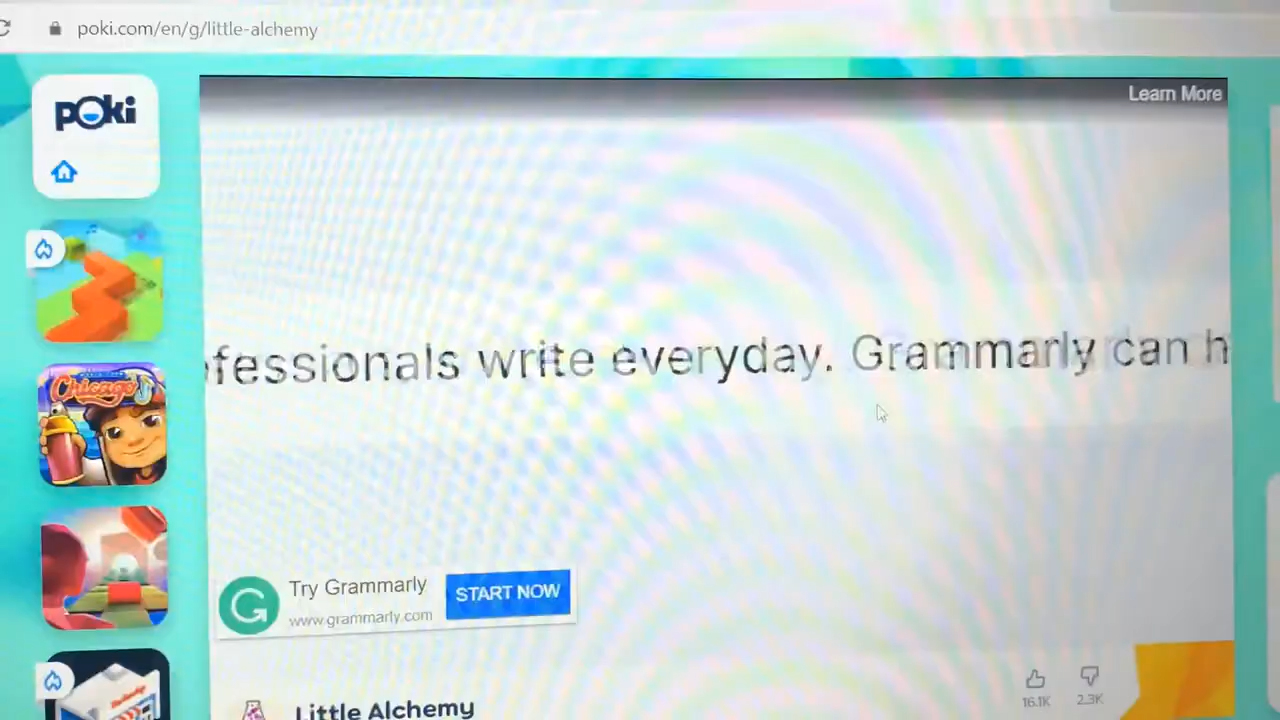 poki.com/en/g/little-alchemy
poki
Learn More
Chicago
fessionals write everyday. Grammarly can h
Try Grammarly
www.grammarly.com
START NOW
Little Alchemy
16.1K
2.3K